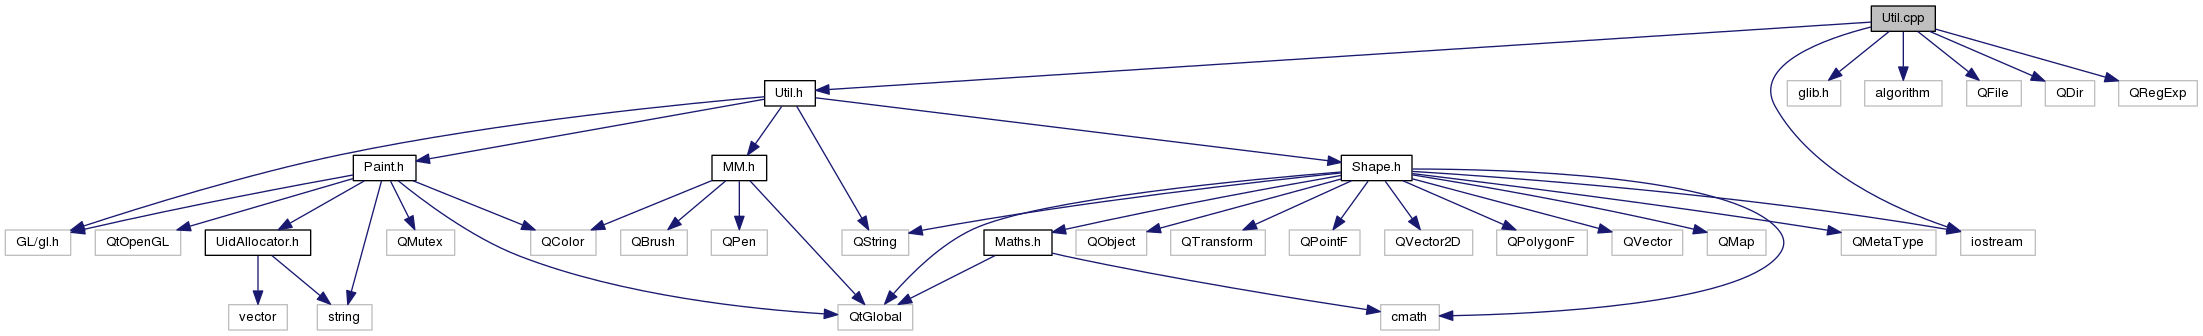 Util.cpp
Util.h
glib.h
algorithm
QFile
QDir
QRegExp
Paint.h
MM.h
Shape.h
GL/gl.h
QtOpenGL
UidAllocator.h
QMutex
QColor
QBrush
QPen
QString
Maths.h
QObject
QTransform
QPointF
QVector2D
QPolygonF
QVector
QMap
QMetaType
iostream
vector
string
QtGlobal
cmath